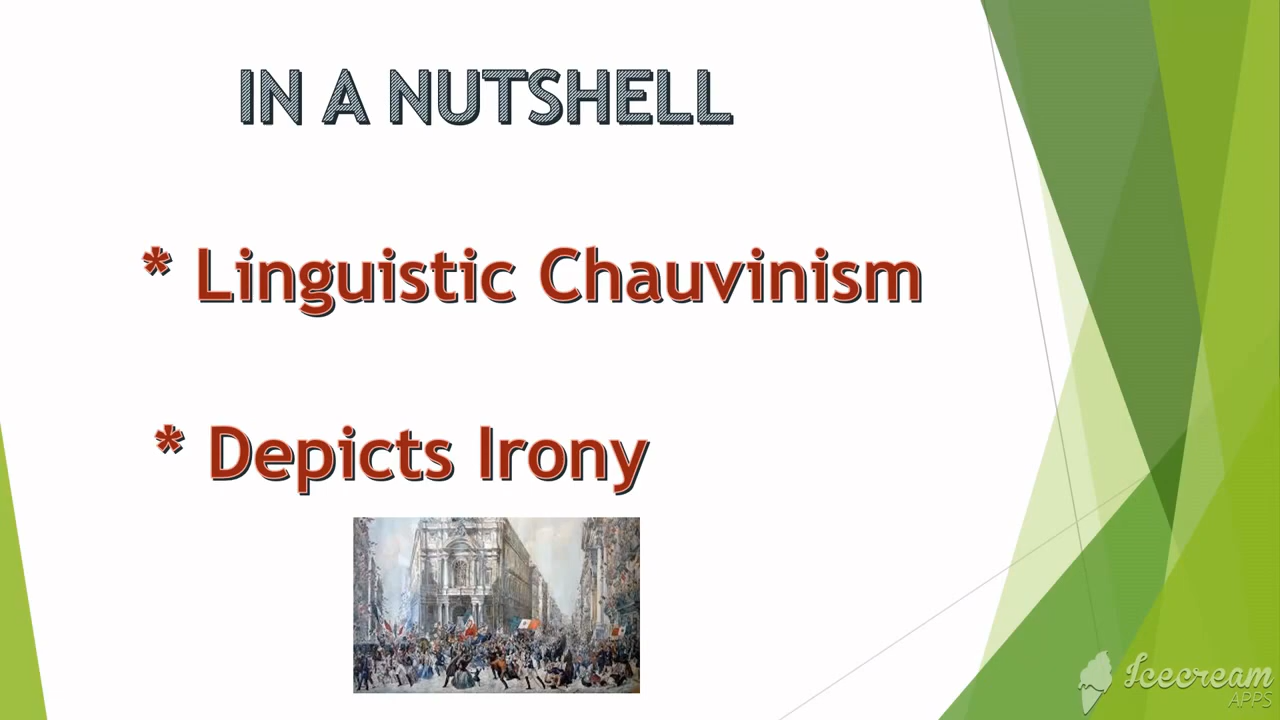 IN A NUTSHELL
* Linguistic Chauvinism
* Depicts Irony
Icecream
APPS